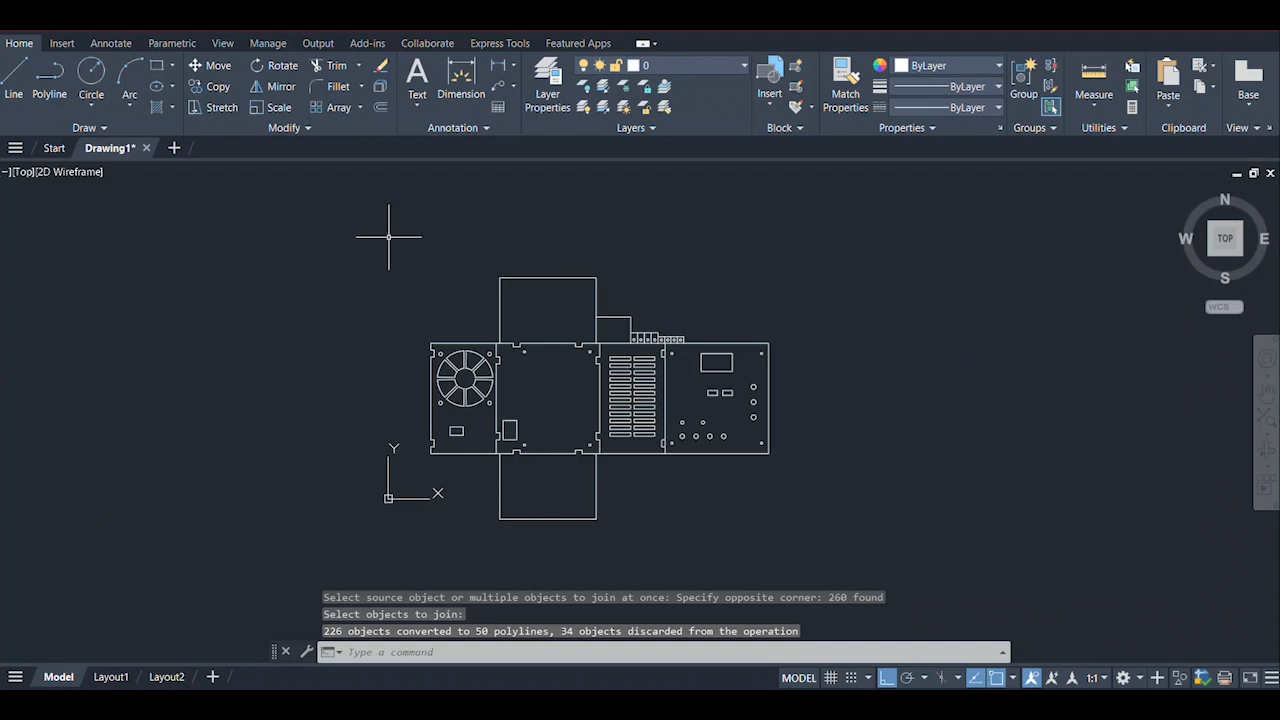 Home Insert Annotate Parametric View Manage Output Add-ins Collaborate Express Tools Featured Apps
Line Polyline Circle Arc
Move Rotate Trim
Copy Mirror Fillet
Stretch Scale Array
Text Dimension
Layer Properties
0
Insert
Match Properties
ByLayer
ByLayer
ByLayer
Group
Measure
Paste
Base
Draw Modify Annotation Layers Block Properties Groups Utilities Clipboard View
Start Drawing1*
–][Top][2D Wireframe]
N
W TOP E
S
WCS
Y
X
Select source object or multiple objects to join at once: Specify opposite corner: 260 found
Select objects to join:
226 objects converted to 50 polylines, 34 objects discarded from the operation
Type a command
Model Layout1 Layout2 MODEL 1:1